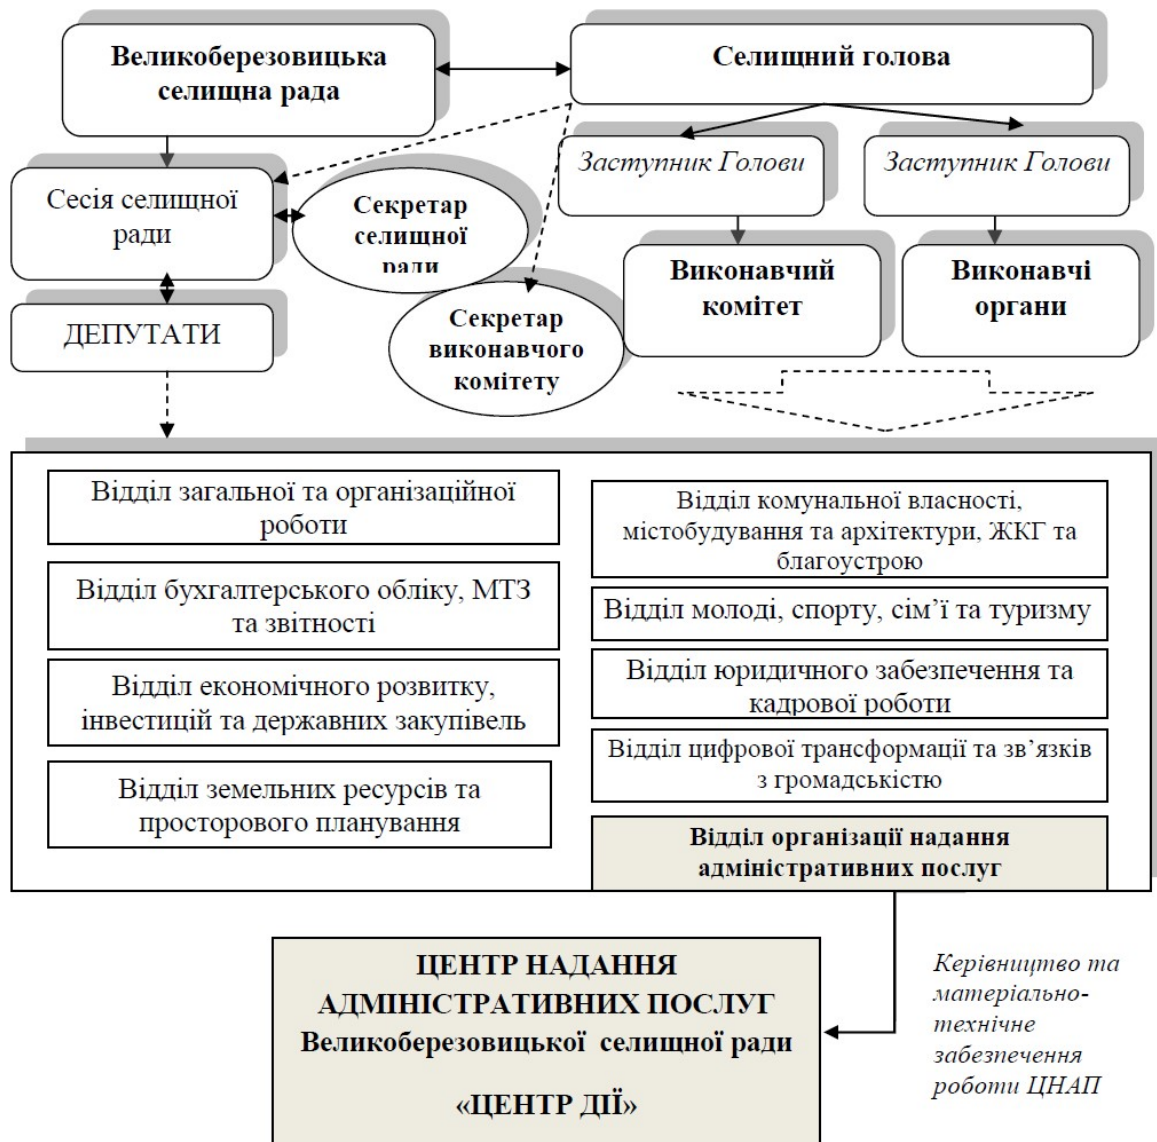 Великоберезовицька
селищна рада
Селищний голова
Заступник Голови
Заступник Голови
Сесія селищної
ради
Секретар
селищної
ради
Виконавчий
комітет
Виконавчі
органи
ДЕПУТАТИ
Секретар
виконавчого
комітету
Відділ загальної та організаційної
роботи
Відділ бухгалтерського обліку, МТЗ
та звітності
Відділ економічного розвитку,
інвестицій та державних закупівель
Відділ земельних ресурсів та
просторового планування
Відділ комунальної власності,
містобудування та архітектури, ЖКГ та
благоустрою
Відділ молоді, спорту, сім’ї та туризму
Відділ юридичного забезпечення та
кадрової роботи
Відділ цифрової трансформації та зв’язків
з громадськістю
Відділ організації надання
адміністративних послуг
ЦЕНТР НАДАННЯ
АДМІНІСТРАТИВНИХ ПОСЛУГ
Великоберезовицької селищної ради
«ЦЕНТР ДІЇ»
Керівництво та
матеріально-
технічне
забезпечення
роботи ЦНАП